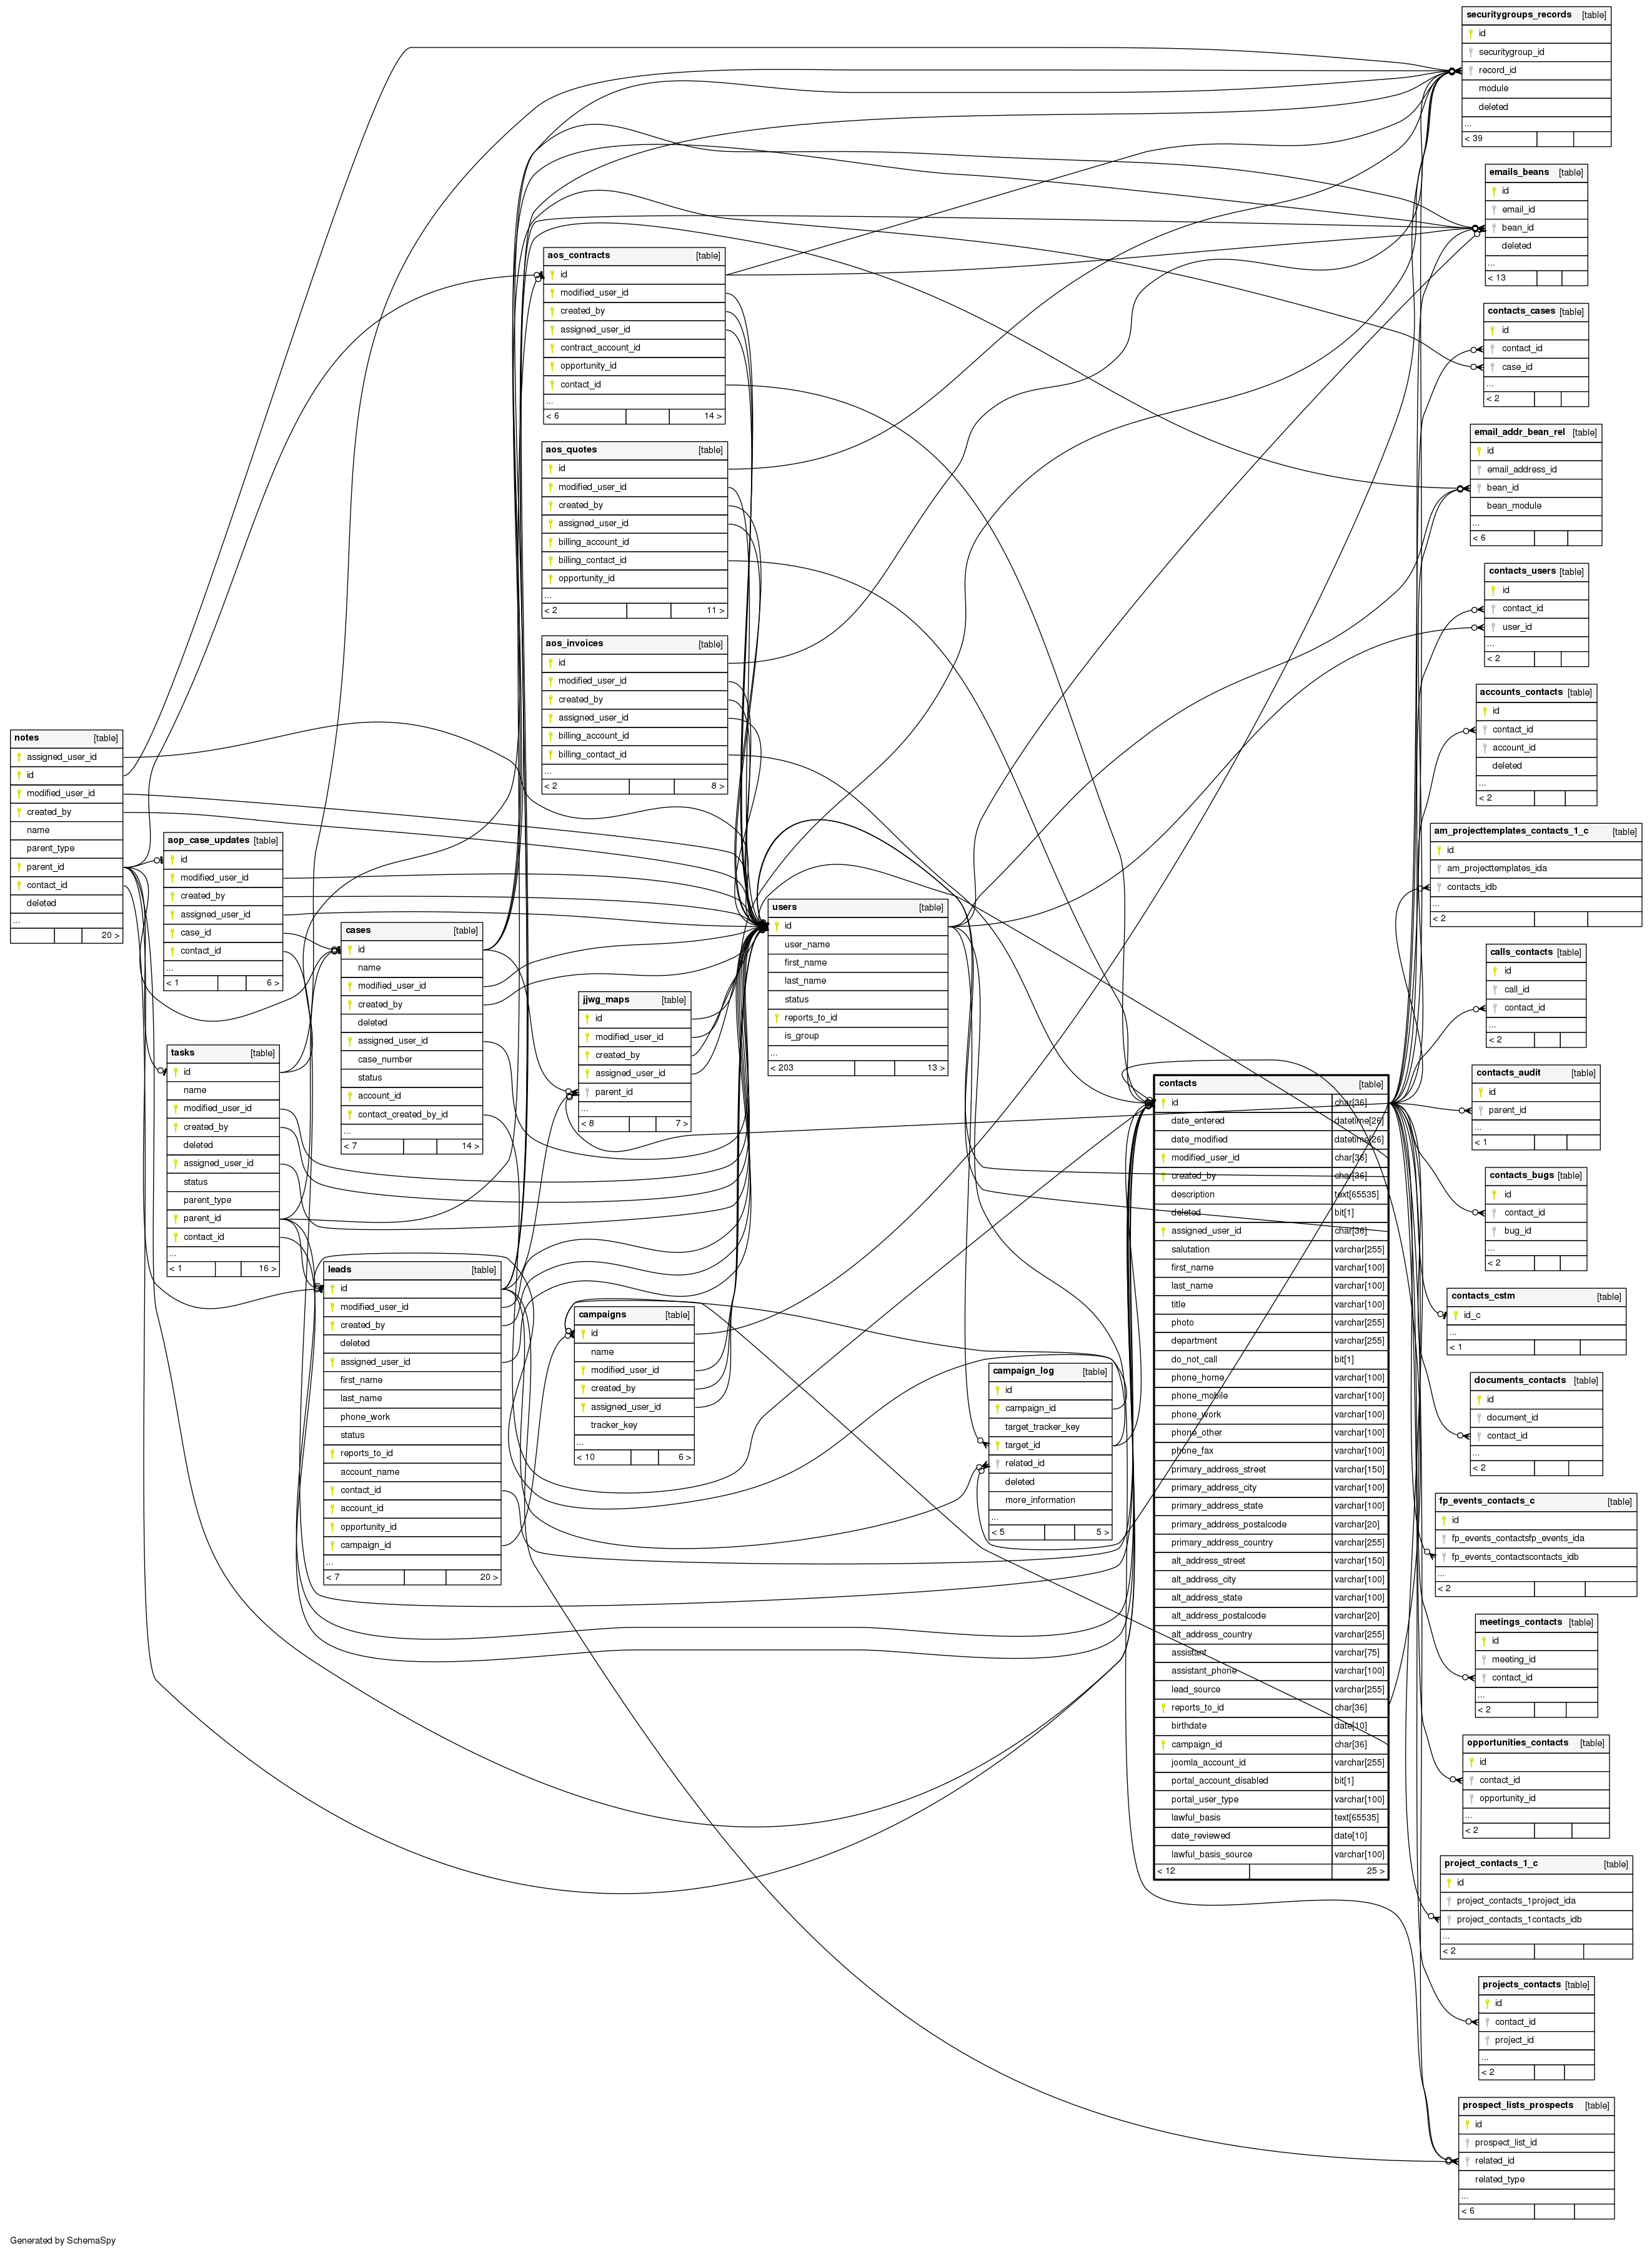 securitygroups_records [table]
id
securitygroup_id
record_id
module
deleted
...
< 39
emails_beans [table]
id
email_id
bean_id
deleted
...
< 13
contacts_cases [table]
id
contact_id
case_id
...
< 2
email_addr_bean_rel [table]
id
email_address_id
bean_id
bean_module
...
< 6
contacts_users [table]
id
contact_id
user_id
...
< 2
accounts_contacts [table]
id
contact_id
account_id
deleted
...
< 2
am_projecttemplates_contacts_1_c [table]
id
am_projecttemplates_ida
contacts_idb
...
< 2
calls_contacts [table]
id
call_id
contact_id
...
< 2
contacts_audit [table]
id
parent_id
...
< 1
contacts_bugs [table]
id
contact_id
bug_id
...
< 2
contacts_cstm [table]
id_c
...
< 1
documents_contacts [table]
id
document_id
contact_id
...
< 2
fp_events_contacts_c [table]
id
fp_events_contactsfp_events_ida
fp_events_contactscontacts_idb
...
< 2
meetings_contacts [table]
id
meeting_id
contact_id
...
< 2
opportunities_contacts [table]
id
contact_id
opportunity_id
...
< 2
project_contacts_1_c [table]
id
project_contacts_1project_ida
project_contacts_1contacts_idb
...
< 2
projects_contacts [table]
id
contact_id
project_id
...
< 2
prospect_lists_prospects [table]
id
prospect_list_id
related_id
related_type
...
< 6
aos_contracts [table]
id
modified_user_id
created_by
assigned_user_id
contract_account_id
opportunity_id
contact_id
...
< 6 14 >
aos_quotes [table]
id
modified_user_id
created_by
assigned_user_id
billing_account_id
billing_contact_id
opportunity_id
...
< 2 11 >
aos_invoices [table]
id
modified_user_id
created_by
assigned_user_id
billing_account_id
billing_contact_id
...
< 2 8 >
notes [table]
assigned_user_id
id
modified_user_id
created_by
name
parent_type
parent_id
contact_id
deleted
...
20 >
aop_case_updates [table]
id
modified_user_id
created_by
assigned_user_id
case_id
contact_id
...
< 1 6 >
cases [table]
id
name
modified_user_id
created_by
deleted
assigned_user_id
case_number
status
account_id
contact_created_by_id
...
< 7 14 >
jjwg_maps [table]
id
modified_user_id
created_by
assigned_user_id
parent_id
...
< 8 7 >
users [table]
id
user_name
first_name
last_name
status
reports_to_id
is_group
...
< 203 13 >
tasks [table]
id
name
modified_user_id
created_by
deleted
assigned_user_id
status
parent_type
parent_id
contact_id
...
< 1 16 >
leads [table]
id
modified_user_id
created_by
deleted
assigned_user_id
first_name
last_name
phone_work
status
reports_to_id
account_name
contact_id
account_id
opportunity_id
campaign_id
...
< 7 20 >
campaigns [table]
id
name
modified_user_id
created_by
assigned_user_id
tracker_key
...
< 10 6 >
campaign_log [table]
id
campaign_id
target_tracker_key
target_id
related_id
deleted
more_information
...
< 5 5 >
contacts [table]
id char[36]
date_entered datetime[26]
date_modified datetime[26]
modified_user_id char[36]
created_by char[36]
description text[65535]
deleted bit[1]
assigned_user_id char[36]
salutation varchar[255]
first_name varchar[100]
last_name varchar[100]
title varchar[100]
photo varchar[255]
department varchar[255]
do_not_call bit[1]
phone_home varchar[100]
phone_mobile varchar[100]
phone_work varchar[100]
phone_other varchar[100]
phone_fax varchar[100]
primary_address_street varchar[150]
primary_address_city varchar[100]
primary_address_state varchar[100]
primary_address_postalcode varchar[20]
primary_address_country varchar[255]
alt_address_street varchar[150]
alt_address_city varchar[100]
alt_address_state varchar[100]
alt_address_postalcode varchar[20]
alt_address_country varchar[255]
assistant varchar[75]
assistant_phone varchar[100]
lead_source varchar[255]
reports_to_id char[36]
birthdate date[10]
campaign_id char[36]
joomla_account_id varchar[255]
portal_account_disabled bit[1]
portal_user_type varchar[100]
lawful_basis text[65535]
date_reviewed date[10]
lawful_basis_source varchar[100]
< 12 25 >
Generated by SchemaSpy